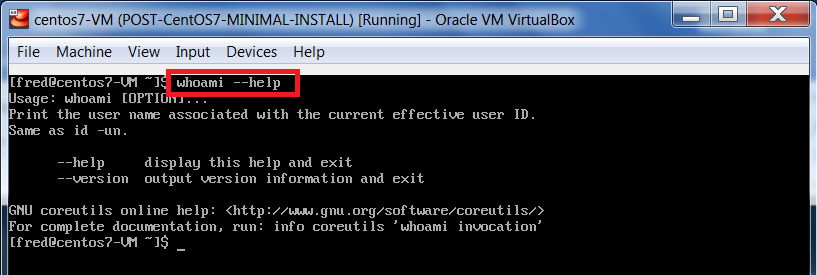 centos7-VM (POST-CentOS7-MINIMAL-INSTALL) [Running] - Oracle VM VirtualBox
File Machine View Input Devices Help
[fred@centos7-VM ~]$ whoami --help
Usage: whoami [OPTION]...
Print the user name associated with the current effective user ID.
Same as id -un.
--help display this help and exit
--version output version information and exit
GNU coreutils online help: <http://www.gnu.org/software/coreutils/>
For complete documentation, run: info coreutils 'whoami invocation'
[fred@centos7-VM ~]$ _